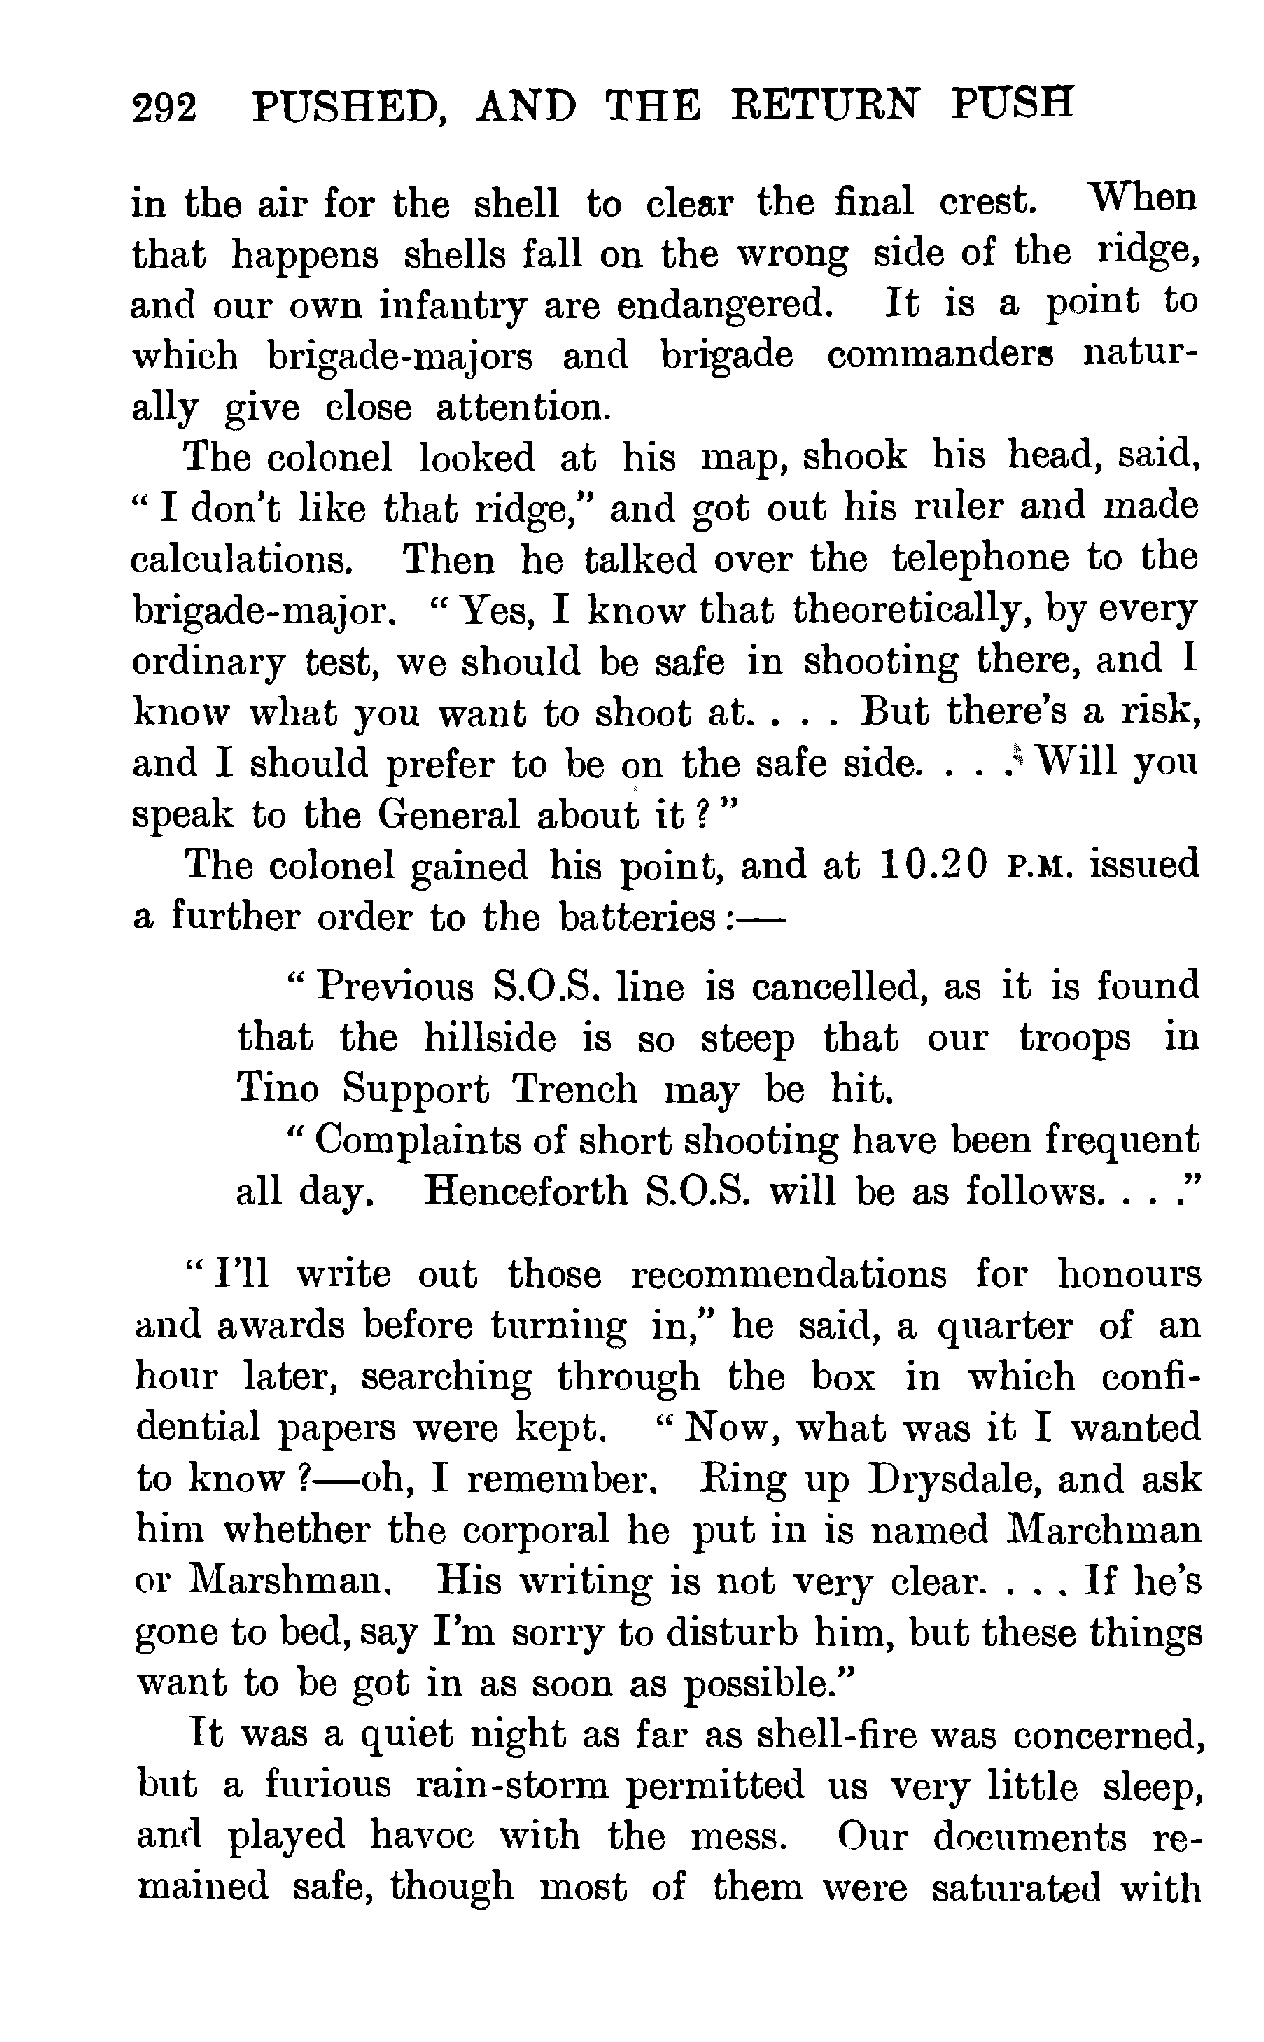 292 PUSHED, AND THE RETURN PUSH
in the air for the shell to clear the final crest. When
that happens shells fall on the wrong side of the ridge,
and our own infantry are endangered. It is a point to
which brigade-majors and brigade commanders natur-
ally give close attention.
The colonel looked at his map, shook his head, said,
“ I don’t like that ridge,” and got out his ruler and made
calculations. Then he talked over the telephone to the
brigade-major. “ Yes, I know that theoretically, by every
ordinary test, we should be safe in shooting there, and I
know what you want to shoot at. . . . But there’s a risk,
and I should prefer to be on the safe side. . . . Will you
speak to the General about it ? ”
The colonel gained his point, and at 10.20 P.M. issued
a further order to the batteries :—
“ Previous S.O.S. line is cancelled, as it is found
that the hillside is so steep that our troops in
Tino Support Trench may be hit.
“ Complaints of short shooting have been frequent
all day. Henceforth S.O.S. will be as follows. . . .”
“ I’ll write out those recommendations for honours
and awards before turning in,” he said, a quarter of an
hour later, searching through the box in which confi-
dential papers were kept. “ Now, what was it I wanted
to know ?—oh, I remember. Ring up Drysdale, and ask
him whether the corporal he put in is named Marchman
or Marshman. His writing is not very clear. . . . If he’s
gone to bed, say I’m sorry to disturb him, but these things
want to be got in as soon as possible.”
It was a quiet night as far as shell-fire was concerned,
but a furious rain-storm permitted us very little sleep,
and played havoc with the mess. Our documents re-
mained safe, though most of them were saturated with